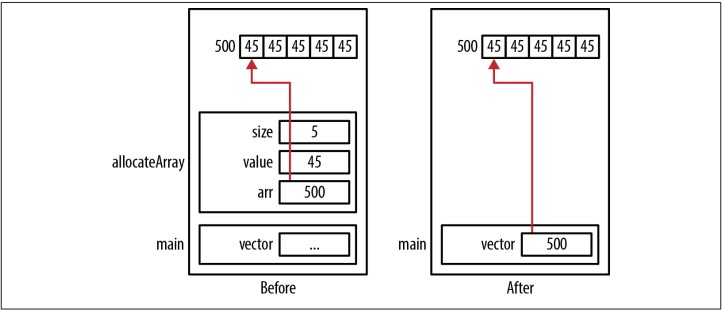 500 45 45 45 45 45
size 5
allocateArray value 45
arr 500
main vector ...
Before
500 45 45 45 45 45
main vector 500
After